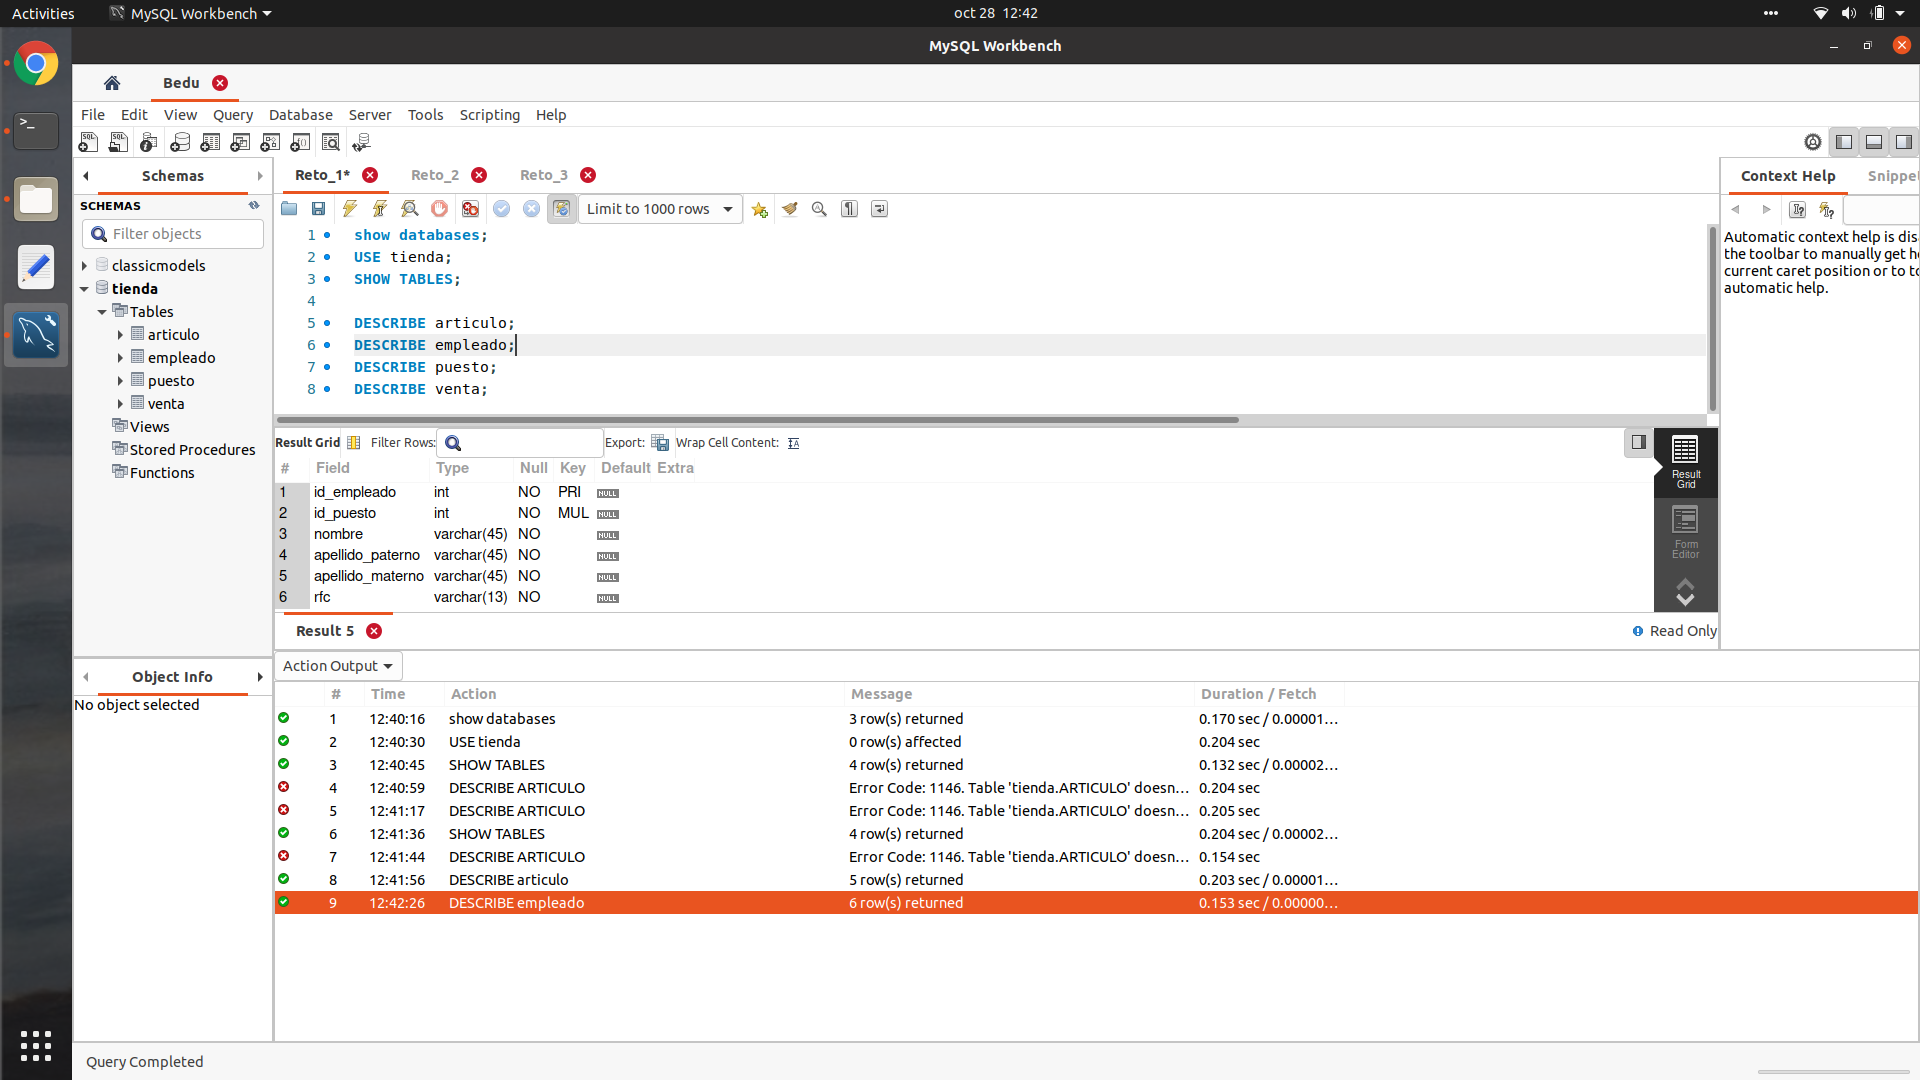 Activities MySQL Workbench oct 28 12:42
MySQL Workbench
Bedu
File Edit View Query Database Server Tools Scripting Help
Schemas
SCHEMAS
Filter objects
classicmodels
tienda
Tables
articulo
empleado
puesto
venta
Views
Stored Procedures
Functions
Object Info
No object selected
Reto_1* Reto_2 Reto_3
Limit to 1000 rows
1 show databases;
2 USE tienda;
3 SHOW TABLES;
4
5 DESCRIBE articulo;
6 DESCRIBE empleado;
7 DESCRIBE puesto;
8 DESCRIBE venta;
Result Grid Filter Rows: Export: Wrap Cell Content:
# Field Type Null Key Default Extra
1 id_empleado int NO PRI NULL
2 id_puesto int NO MUL NULL
3 nombre varchar(45) NO NULL
4 apellido_paterno varchar(45) NO NULL
5 apellido_materno varchar(45) NO NULL
6 rfc varchar(13) NO NULL
Result
Grid
Form
Editor
Result 5 Read Only
Context Help Snippet
Automatic context help is disa
the toolbar to manually get he
current caret position or to to
automatic help.
Action Output
# Time Action Message Duration / Fetch
1 12:40:16 show databases 3 row(s) returned 0.170 sec / 0.00001...
2 12:40:30 USE tienda 0 row(s) affected 0.204 sec
3 12:40:45 SHOW TABLES 4 row(s) returned 0.132 sec / 0.00002...
4 12:40:59 DESCRIBE ARTICULO Error Code: 1146. Table 'tienda.ARTICULO' doesn... 0.204 sec
5 12:41:17 DESCRIBE ARTICULO Error Code: 1146. Table 'tienda.ARTICULO' doesn... 0.205 sec
6 12:41:36 SHOW TABLES 4 row(s) returned 0.204 sec / 0.00002...
7 12:41:44 DESCRIBE ARTICULO Error Code: 1146. Table 'tienda.ARTICULO' doesn... 0.154 sec
8 12:41:56 DESCRIBE articulo 5 row(s) returned 0.203 sec / 0.00001...
9 12:42:26 DESCRIBE empleado 6 row(s) returned 0.153 sec / 0.00000...
Query Completed